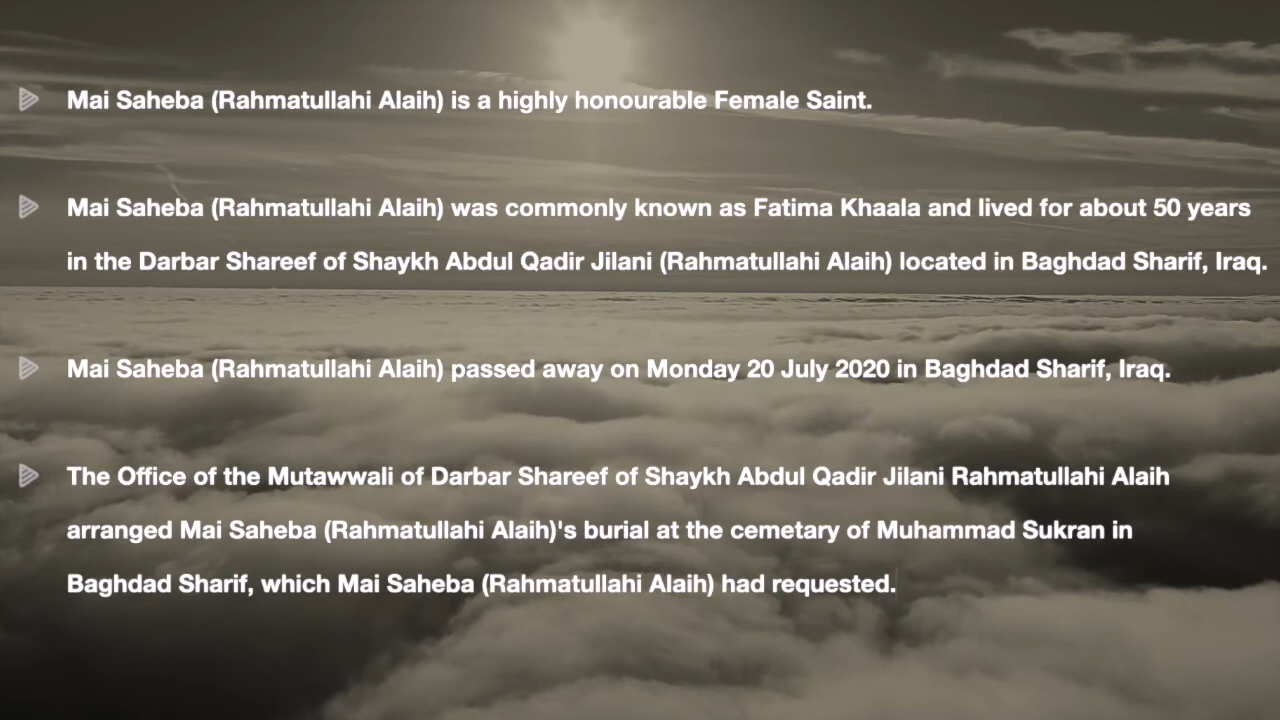 Mai Saheba (Rahmatullahi Alaih) is a highly honourable Female Saint.
Mai Saheba (Rahmatullahi Alaih) was commonly known as Fatima Khaala and lived for about 50 years
in the Darbar Shareef of Shaykh Abdul Qadir Jilani (Rahmatullahi Alaih) located in Baghdad Sharif, Iraq.
Mai Saheba (Rahmatullahi Alaih) passed away on Monday 20 July 2020 in Baghdad Sharif, Iraq.
The Office of the Mutawwali of Darbar Shareef of Shaykh Abdul Qadir Jilani Rahmatullahi Alaih
arranged Mai Saheba (Rahmatullahi Alaih)'s burial at the cemetary of Muhammad Sukran in
Baghdad Sharif, which Mai Saheba (Rahmatullahi Alaih) had requested.